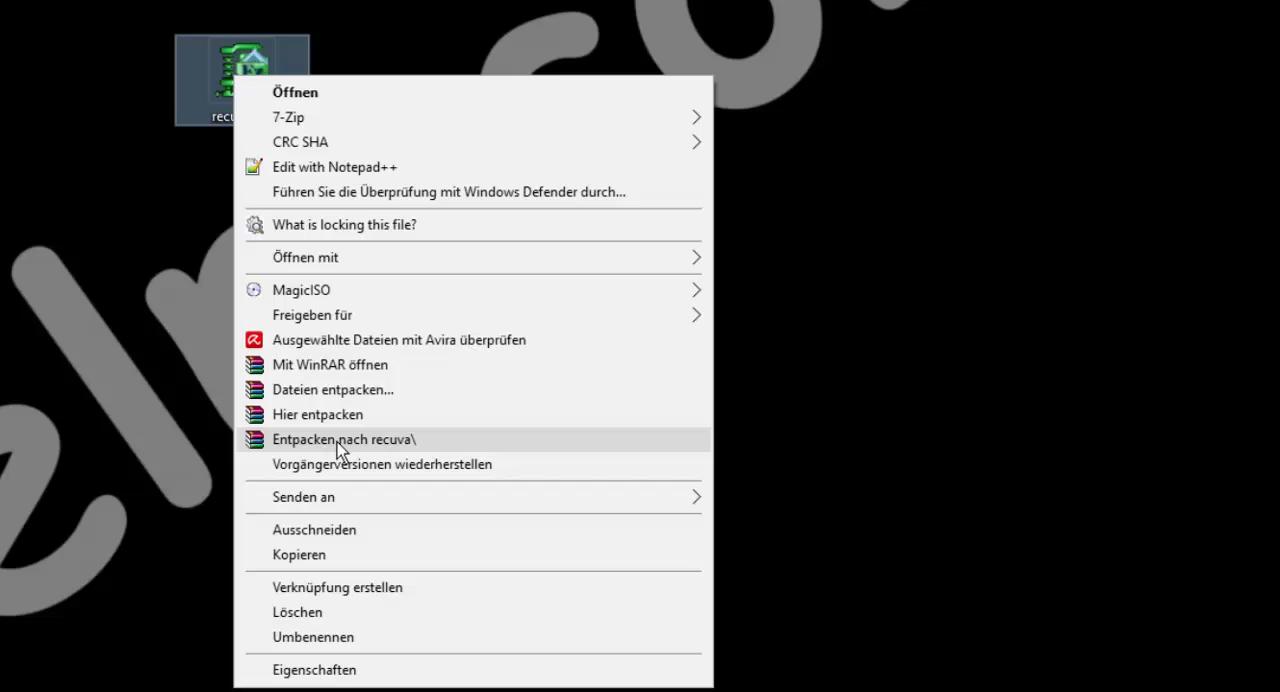 Öffnen
7-Zip
CRC SHA
Edit with Notepad++
Führen Sie die Überprüfung mit Windows Defender durch...
What is locking this file?
Öffnen mit
MagicISO
Freigeben für
Ausgewählte Dateien mit Avira überprüfen
Mit WinRAR öffnen
Dateien entpacken...
Hier entpacken
Entpacken nach recuva\
Vorgängerversionen wiederherstellen
Senden an
Ausschneiden
Kopieren
Verknüpfung erstellen
Löschen
Umbenennen
Eigenschaften